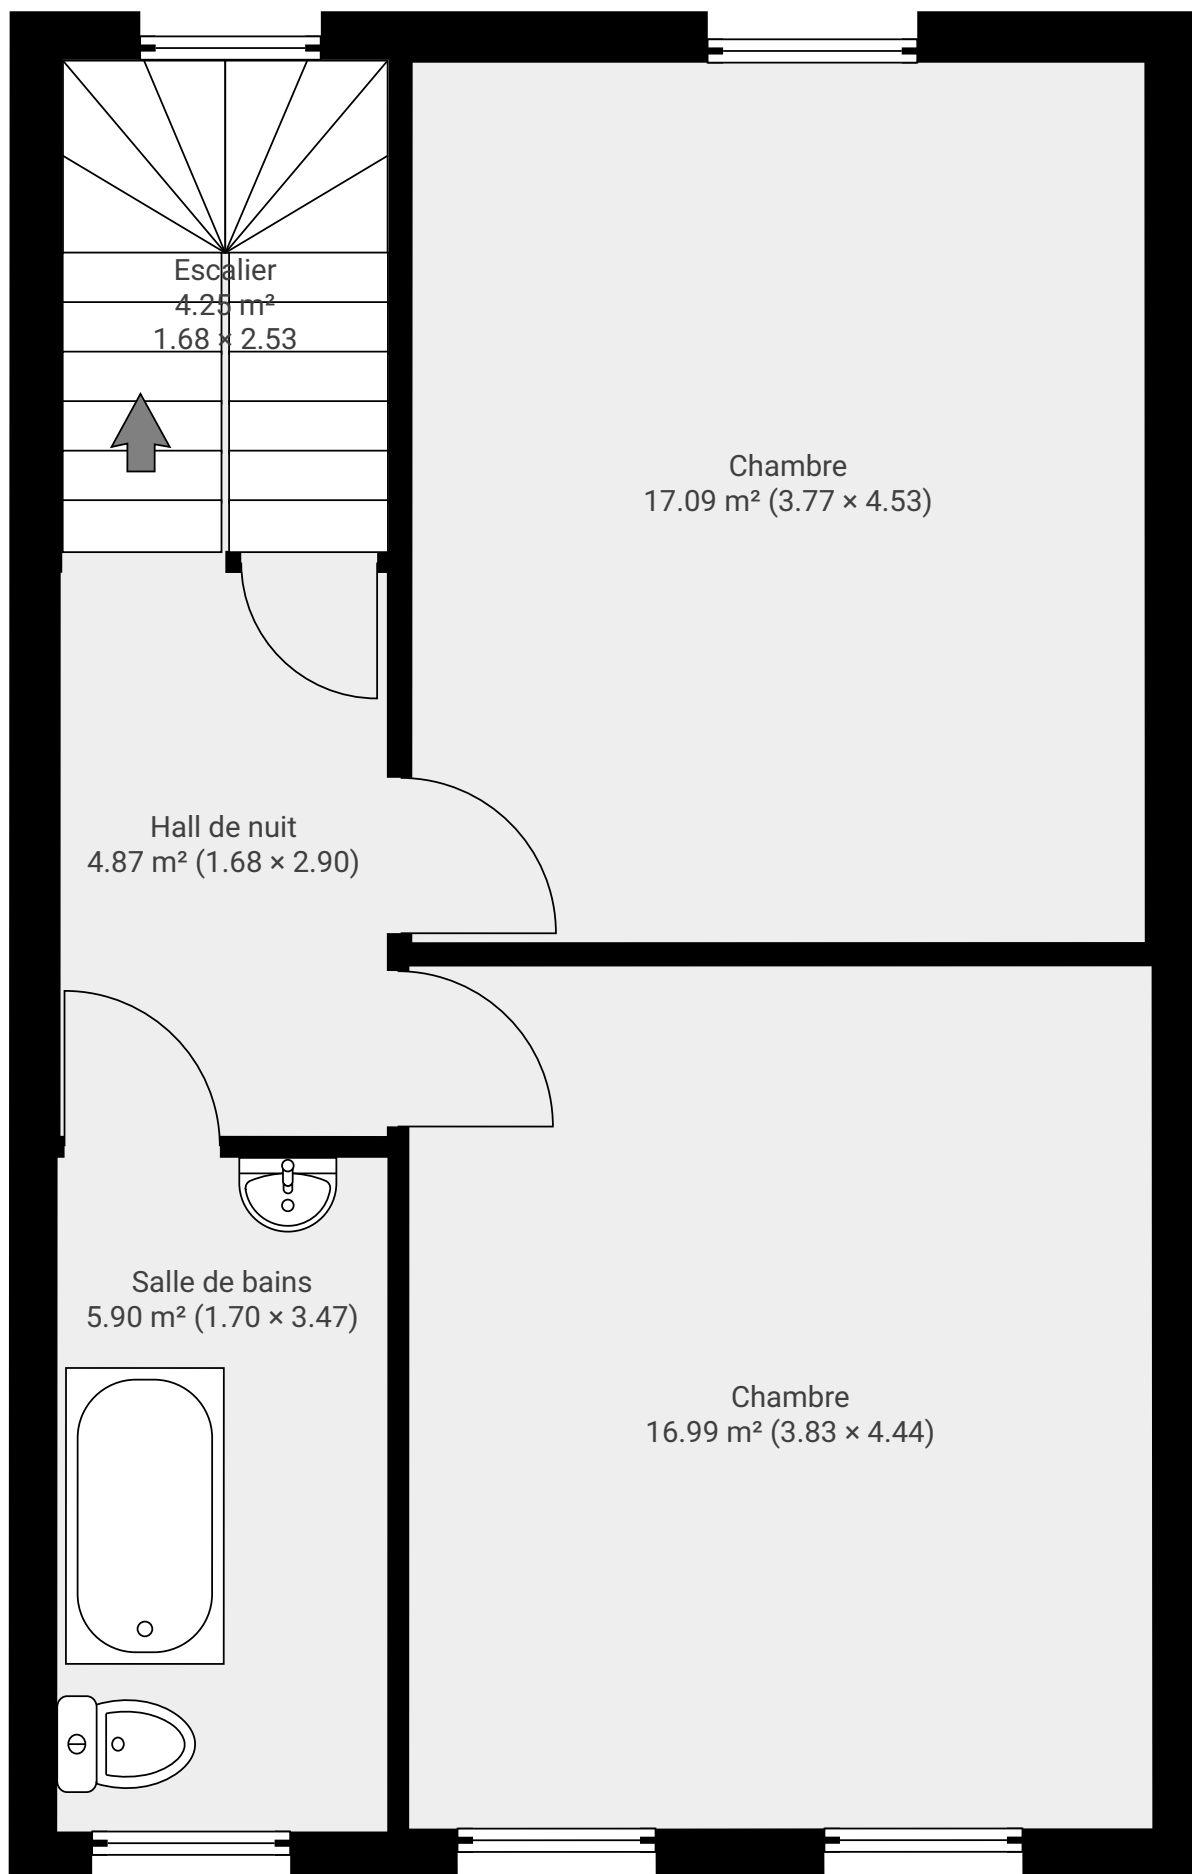 Escalier
4.25 m²
1.68 × 2.53
Chambre
17.09 m² (3.77 × 4.53)
Hall de nuit
4.87 m² (1.68 × 2.90)
Salle de bains
5.90 m² (1.70 × 3.47)
Chambre
16.99 m² (3.83 × 4.44)